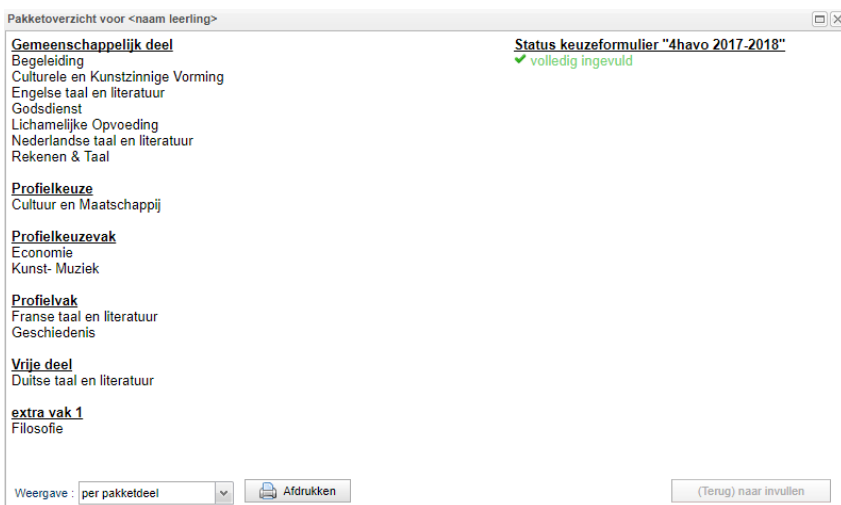 Pakketoverzicht voor <naam leerling>
Gemeenschappelijk deel
Begeleiding
Culturele en Kunstzinnige Vorming
Engelse taal en literatuur
Godsdienst
Lichamelijke Opvoeding
Nederlandse taal en literatuur
Rekenen & Taal
Profielkeuze
Cultuur en Maatschappij
Profielkeuzevak
Economie
Kunst- Muziek
Profielvak
Franse taal en literatuur
Geschiedenis
Vrije deel
Duitse taal en literatuur
extra vak 1
Filosofie
Status keuzeformulier "4havo 2017-2018"
volledig ingevuld
Weergave : per pakketdeel
Afdrukken
(Terug) naar invullen